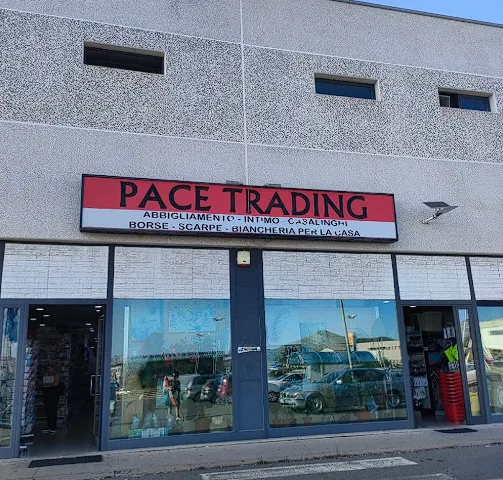 PACE TRADING
ABBIGLIAMENTO - INTIMO - CASALINGHI
BORSE - SCARPE - BIANCHERIA PER LA CASA